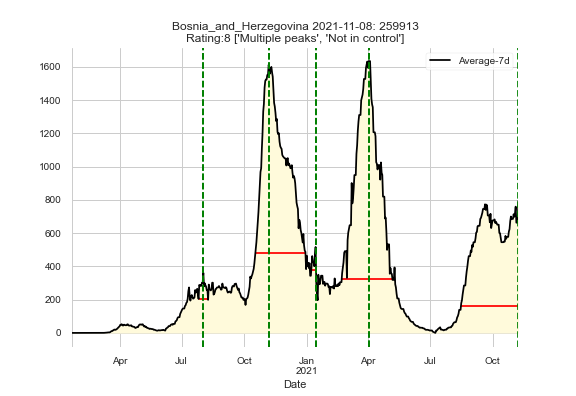 Bosnia_and_Herzegovina 2021-11-08: 259913
Rating:8 ['Multiple peaks', 'Not in control']
Average-7d
1600
1400
1200
1000
800
600
400
200
0
Apr Jul Oct Jan Apr Jul Oct
2021
Date